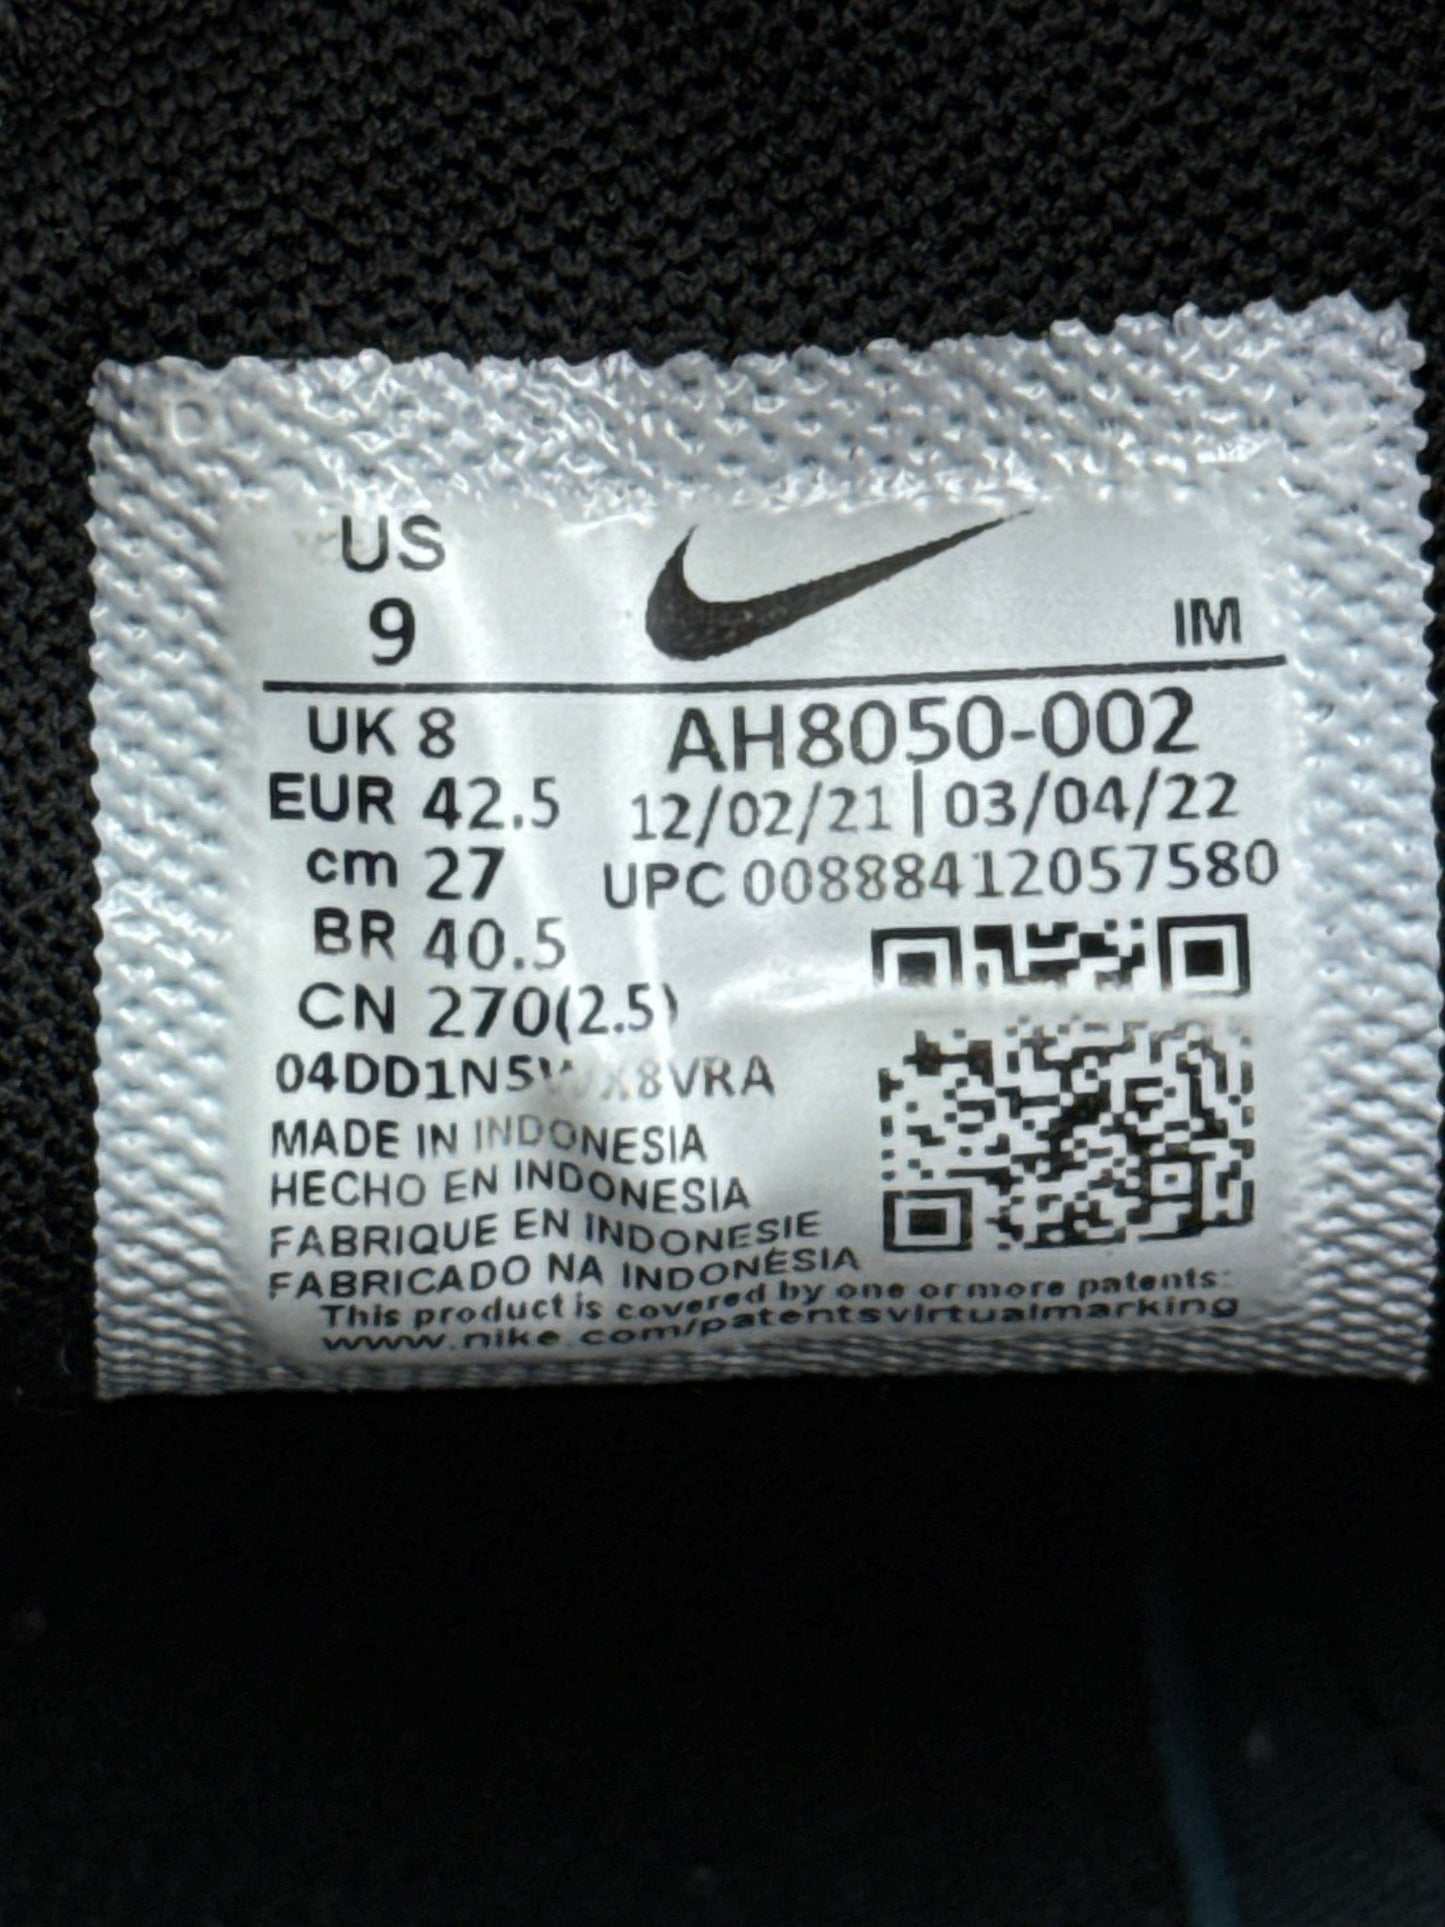 US
9
IM
UK 8
AH8050-002
EUR 42.5
12/02/21 | 03/04/22
cm 27
UPC 00888412057580
BR 40.5
CN 270(2.5)
MADE IN INDONESIA
HECHO EN INDONESIA
FABRIQUE EN INDONESIE
FABRICADO NA INDONÉSIA
This product is covered by one or more patents:
www.nike.com/patentsvirtualmarking